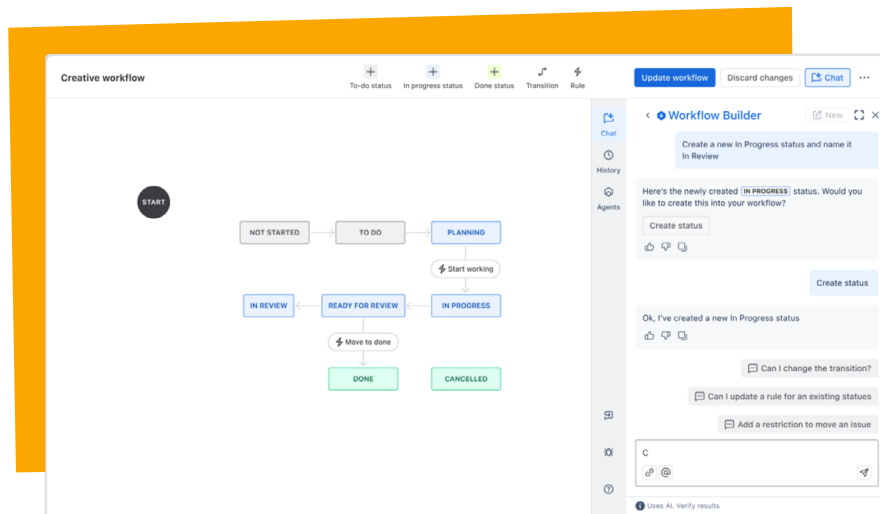 Creative workflow
To-do status
In progress status
Done status
Transition
Rule
Update workflow
Discard changes
Chat
START
NOT STARTED
TO DO
PLANNING
Start working
IN REVIEW
READY FOR REVIEW
IN PROGRESS
Move to done
DONE
CANCELLED
Chat
History
Agents
Workflow Builder
New
Create a new In Progress status and name it
In Review
Here's the newly created IN PROGRESS status. Would you
like to create this into your workflow?
Create status
Create status
Ok, I've created a new In Progress status
Can I change the transition?
Can I update a rule for an existing statues
Add a restriction to move an issue
C
Uses AI. Verify results